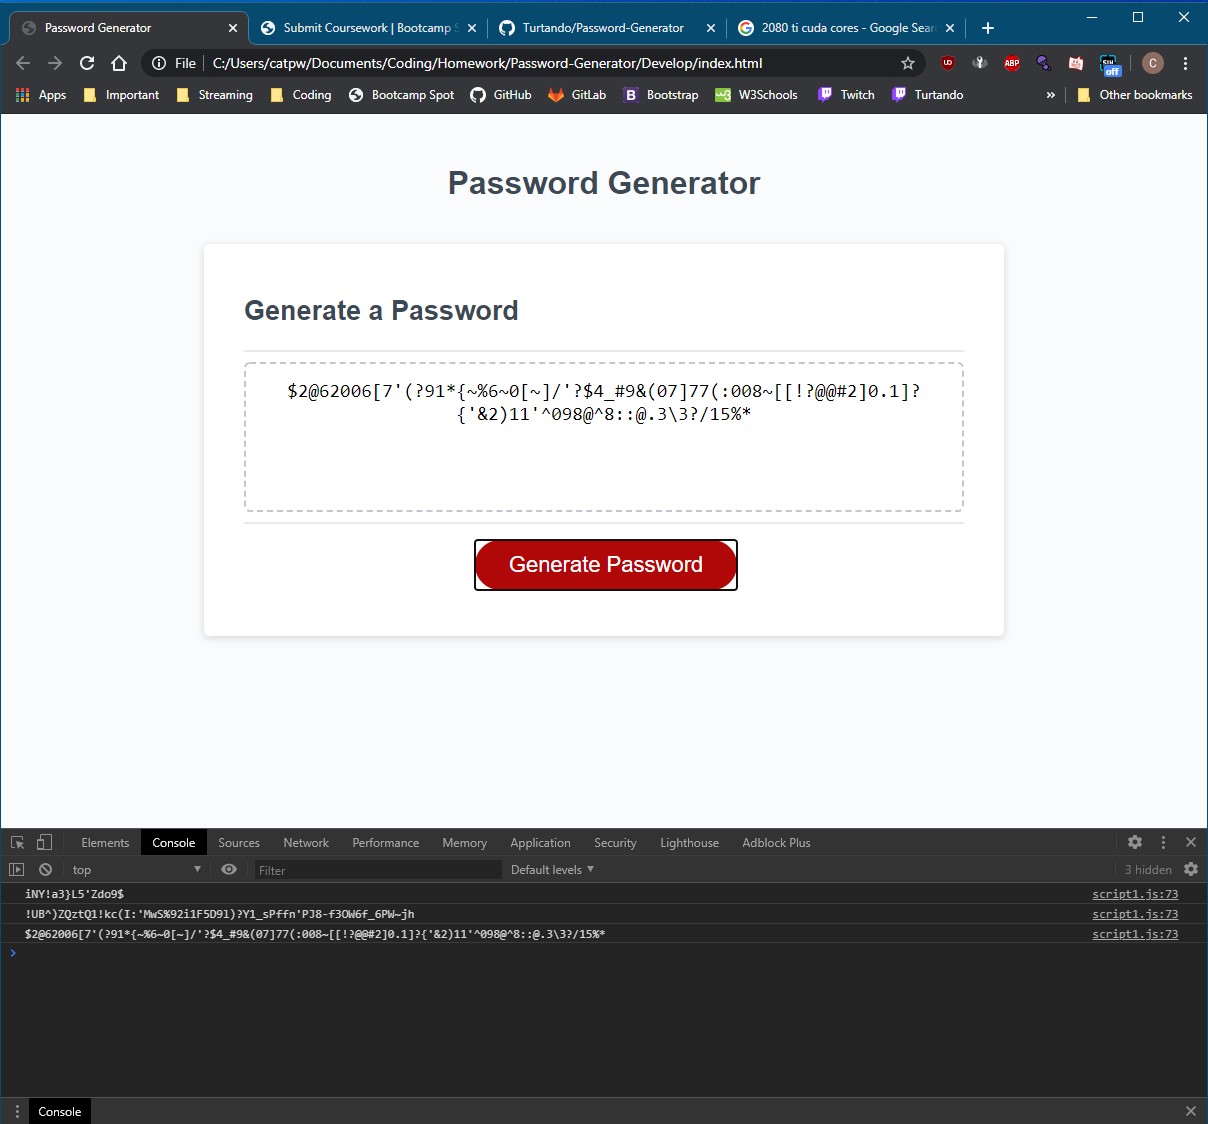 Password Generator
Submit Coursework | Bootcamp S
Turtando/Password-Generator
2080 ti cuda cores - Google Sear
File
C:/Users/catpw/Documents/Coding/Homework/Password-Generator/Develop/index.html
ABP
off
C
Apps
Important
Streaming
Coding
Bootcamp Spot
GitHub
GitLab
B
Bootstrap
W3Schools
Twitch
Turtando
»
Other bookmarks
Password Generator
Generate a Password
$2@62006[7'(?91*{~%6~0[~]/'?$4_#9&(07]77(:008~[[!?@@#2]0.1]?
{'&2)11'^098@^8::@.3\3?/15%*
Generate Password
Elements
Console
Sources
Network
Performance
Memory
Application
Security
Lighthouse
Adblock Plus
top
Filter
Default levels
3 hidden
iNY!a3}L5'Zdo9$
script1.js:73
!UB^)ZQztQ1!kc(I:'MwS%92i1F5D9l)?Y1_sPffn'PJ8-f3OW6f_6PW~jh
script1.js:73
$2@62006[7'(?91*{~%6~0[~]/'?$4_#9&(07]77(:008~[[!?@@#2]0.1]?{'&2)11'^098@^8::@.3\3?/15%*
script1.js:73
Console